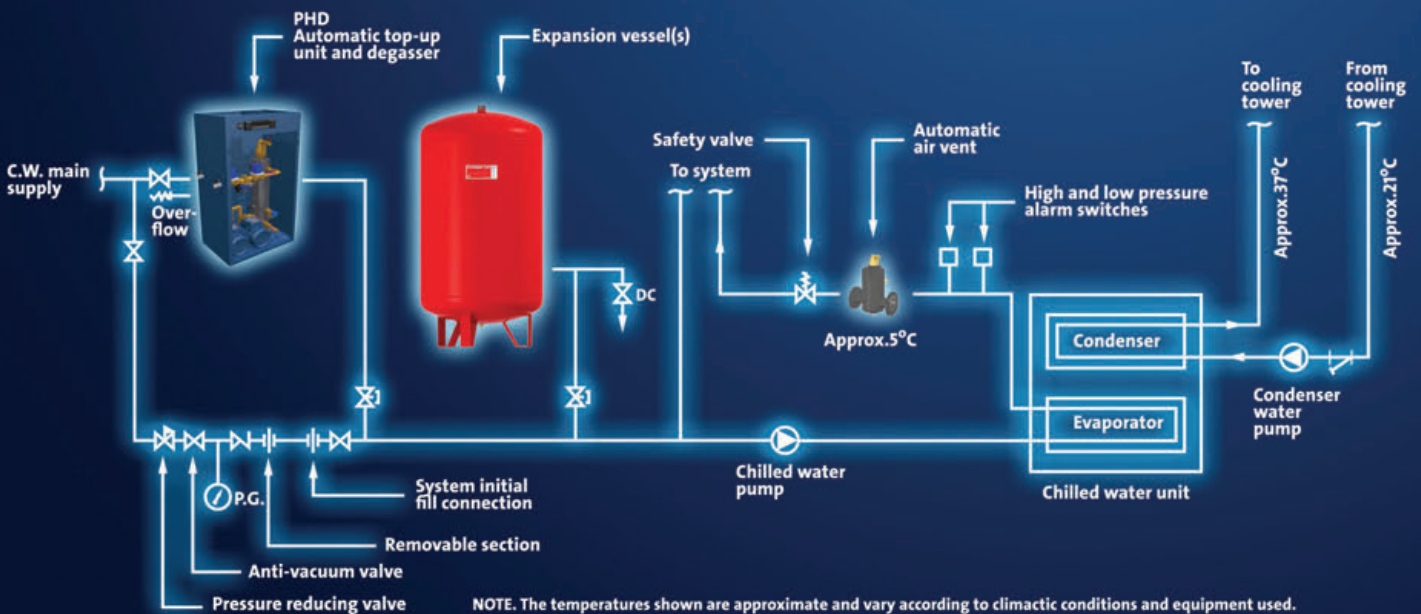 PHD
Automatic top-up
unit and degasser
Expansion vessel(s)
To
cooling
tower
From
cooling
tower
Safety valve
Automatic
air vent
C.W. main
supply
To system
High and low pressure
alarm switches
Approx.37°C
Approx.21°C
Over-
flow
DC
Approx.5°C
Condenser
Condenser
water
pump
Evaporator
Chilled water
pump
Chilled water unit
P.G.
System initial
fill connection
Removable section
Anti-vacuum valve
Pressure reducing valve
NOTE. The temperatures shown are approximate and vary according to climactic conditions and equipment used.